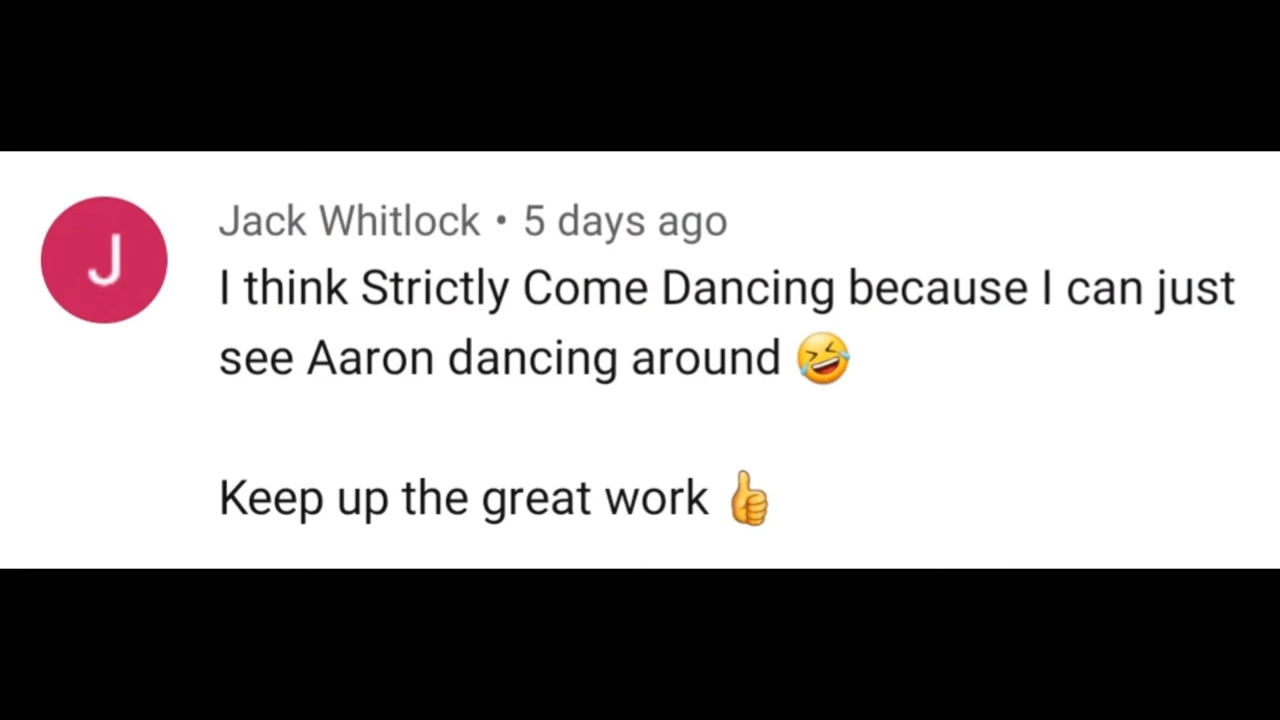 J
Jack Whitlock • 5 days ago
I think Strictly Come Dancing because I can just
see Aaron dancing around 🤣
Keep up the great work 👍